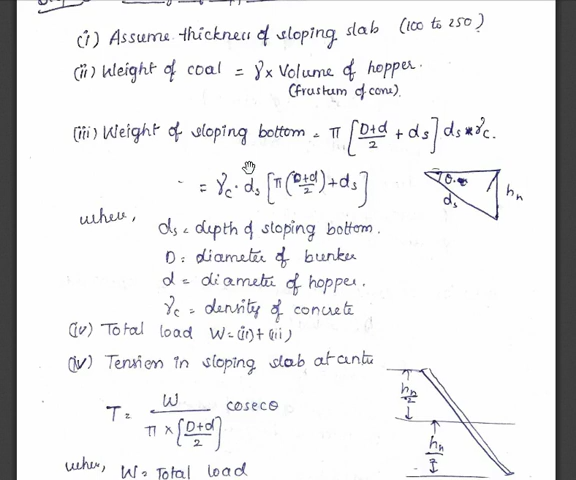 (i) Assume thickness of sloping slab (100 to 250)
(ii) Weight of coal = γ × Volume of hopper.
(frustum of cone).
(iii) Weight of sloping bottom = π [D+d/2 + ds] ds * γc.
= γc . ds [π(D+d/2) + ds]
θ
ds
hn
where,
ds = depth of sloping bottom.
D = diameter of bunker
d = diameter of hopper.
γc = density of concrete
(iv) Total load W = (ii) + (iii)
(iv) Tension in sloping slab at centre
hn/2
T = W / π × [D+d/2] cosecθ
hn/2
where, W = Total load